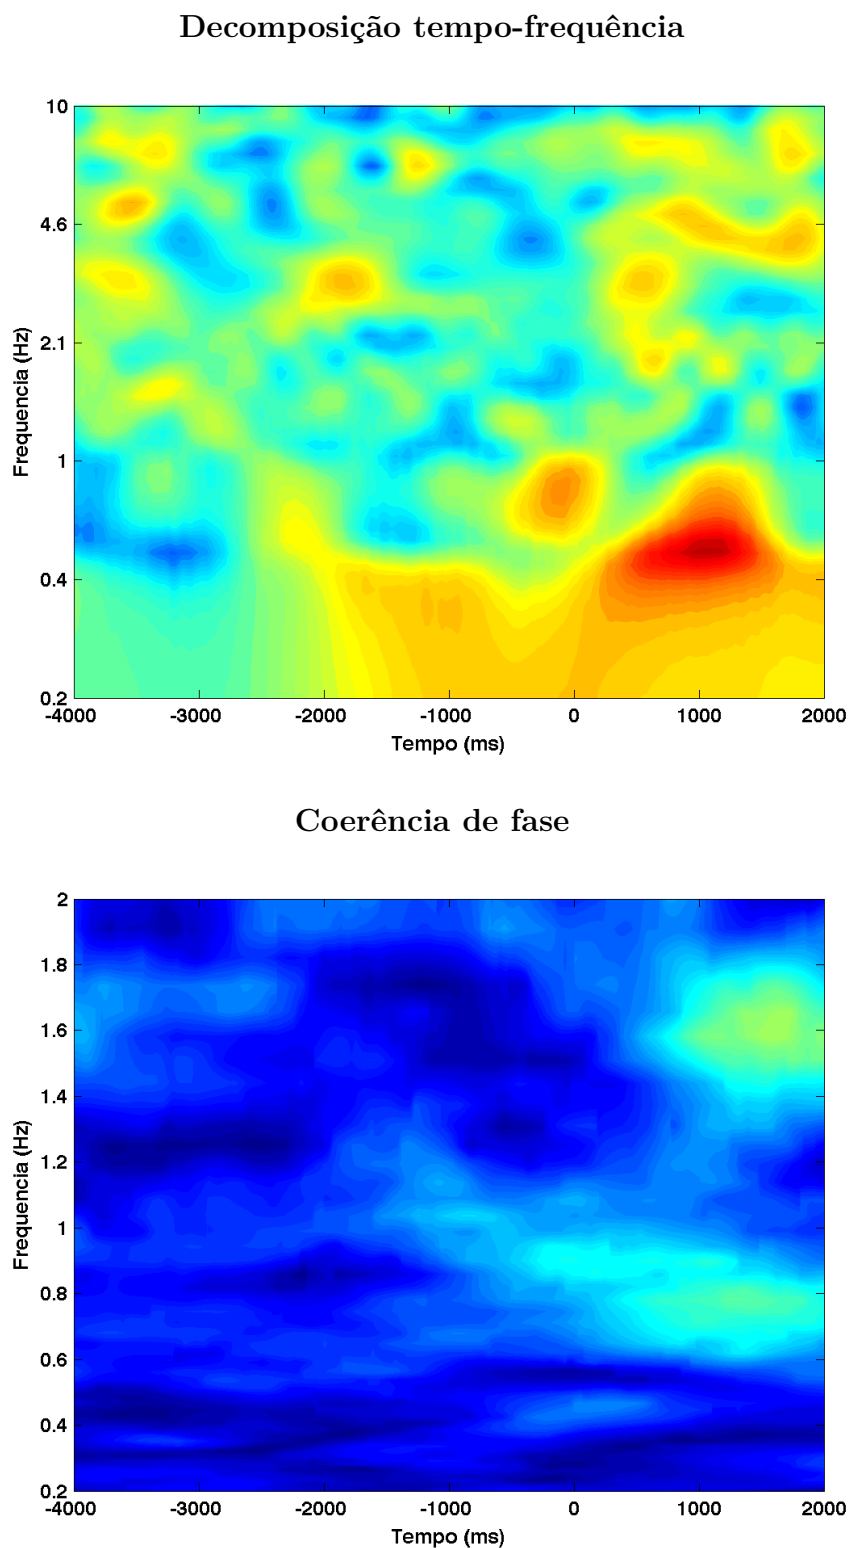 Decomposição tempo-frequência
10
4.6
2.1
1
0.4
0.2
Frequencia (Hz)
-4000 -3000 -2000 -1000 0 1000 2000
Tempo (ms)
Coerência de fase
2
1.8
1.6
1.4
1.2
1
0.8
0.6
0.4
0.2
Frequencia (Hz)
-4000 -3000 -2000 -1000 0 1000 2000
Tempo (ms)